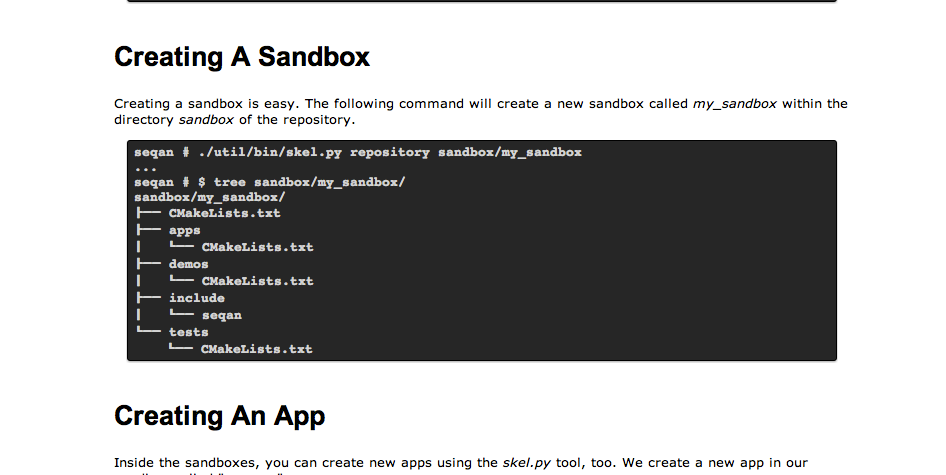 Creating A Sandbox
Creating a sandbox is easy. The following command will create a new sandbox called my_sandbox within the
directory sandbox of the repository.
seqan # ./util/bin/skel.py repository sandbox/my_sandbox
...
seqan # $ tree sandbox/my_sandbox/
sandbox/my_sandbox/
├── CMakeLists.txt
├── apps
│   └── CMakeLists.txt
├── demos
│   └── CMakeLists.txt
├── include
│   └── seqan
└── tests
    └── CMakeLists.txt
Creating An App
Inside the sandboxes, you can create new apps using the skel.py tool, too. We create a new app in our